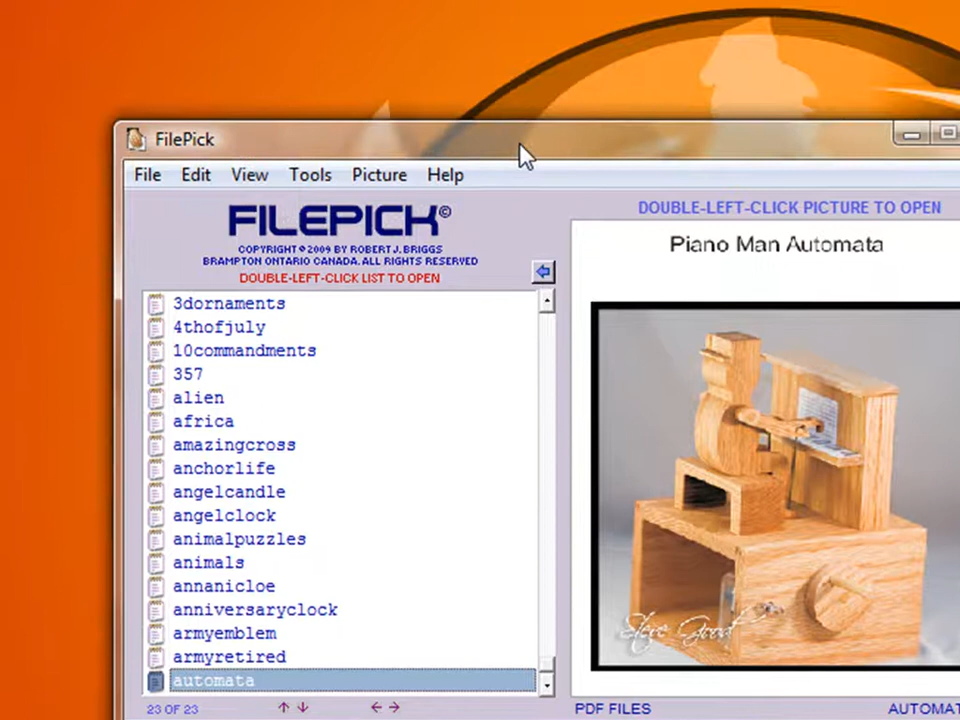 FilePick
File Edit View Tools Picture Help
FILEPICK©
COPYRIGHT © 2009 BY ROBERT J. BRIGGS
BRAMPTON ONTARIO CANADA. ALL RIGHTS RESERVED
DOUBLE-LEFT-CLICK LIST TO OPEN
3dornaments
4thofjuly
10commandments
357
alien
africa
amazingcross
anchorlife
angelcandle
angelclock
animalpuzzles
animals
annanicloe
anniversaryclock
armyemblem
armyretired
automata
23 OF 23
DOUBLE-LEFT-CLICK PICTURE TO OPEN
Piano Man Automata
Steve Good
PDF FILES
AUTOMAT